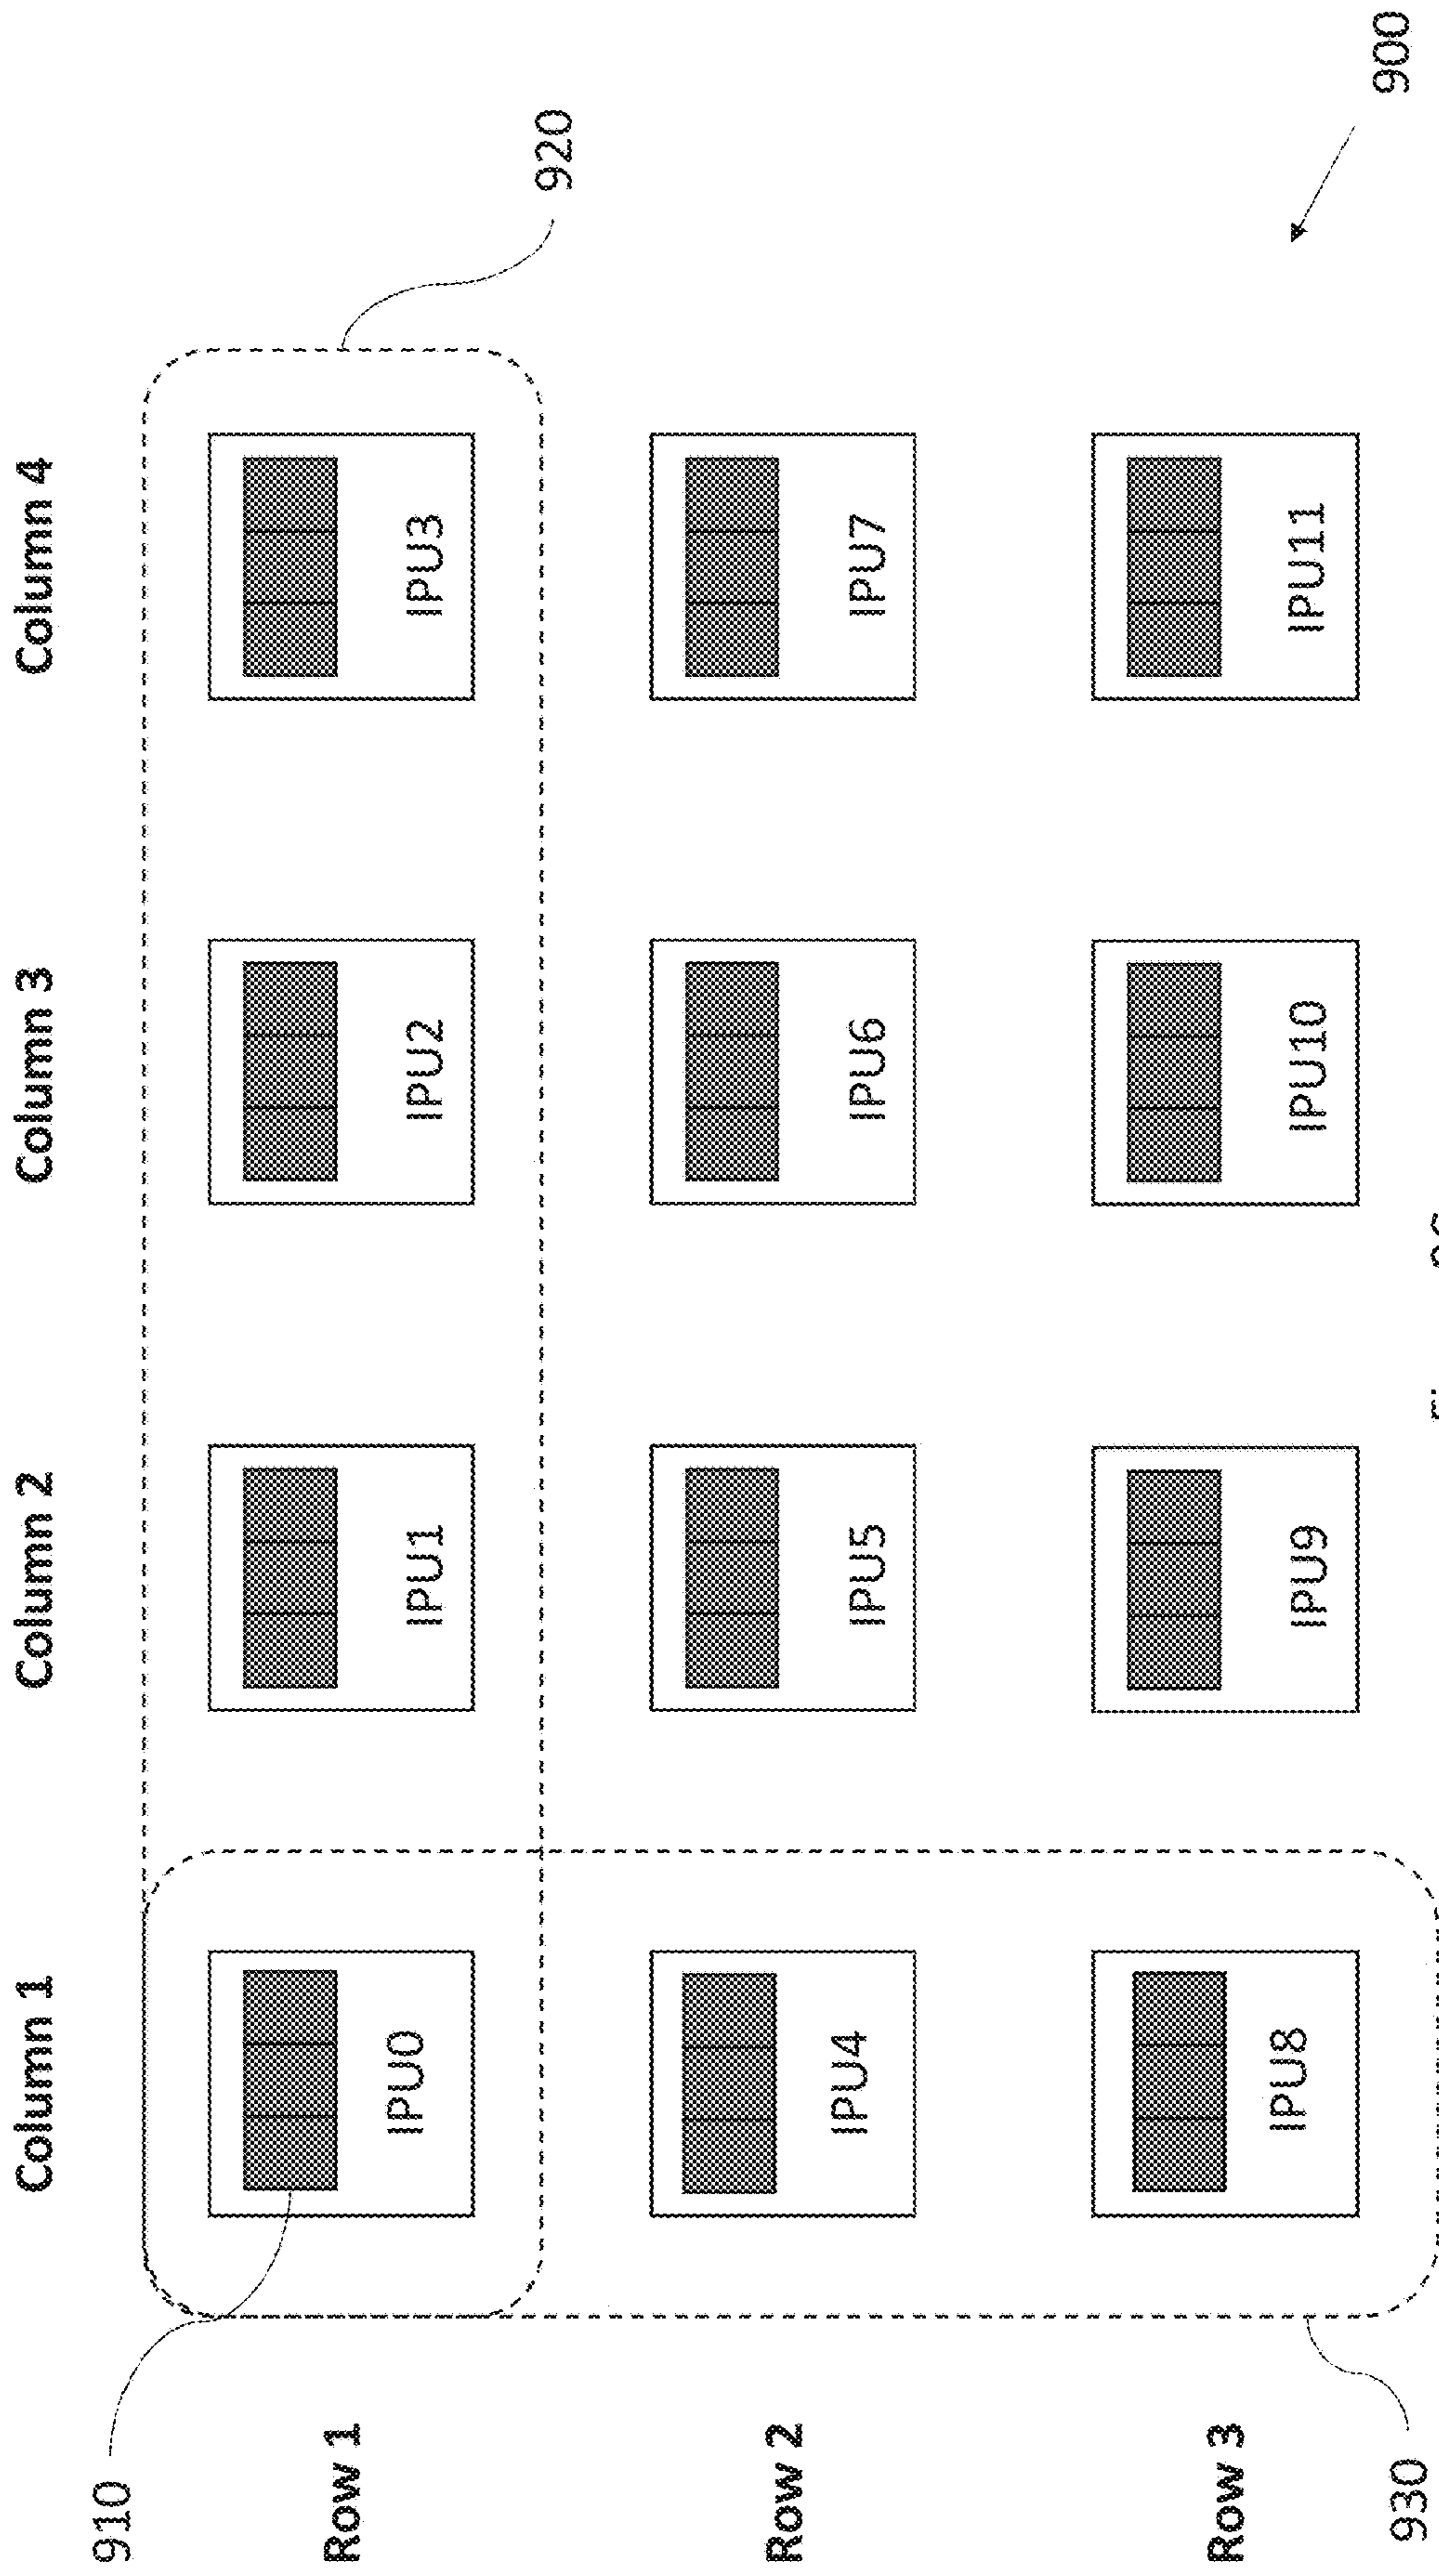 Column 1
Column 2
Column 3
Column 4
910
920
Row 1
IPU0
IPU1
IPU2
IPU3
Row 2
IPU4
IPU5
IPU6
IPU7
Row 3
IPU8
IPU9
IPU10
IPU11
930
900